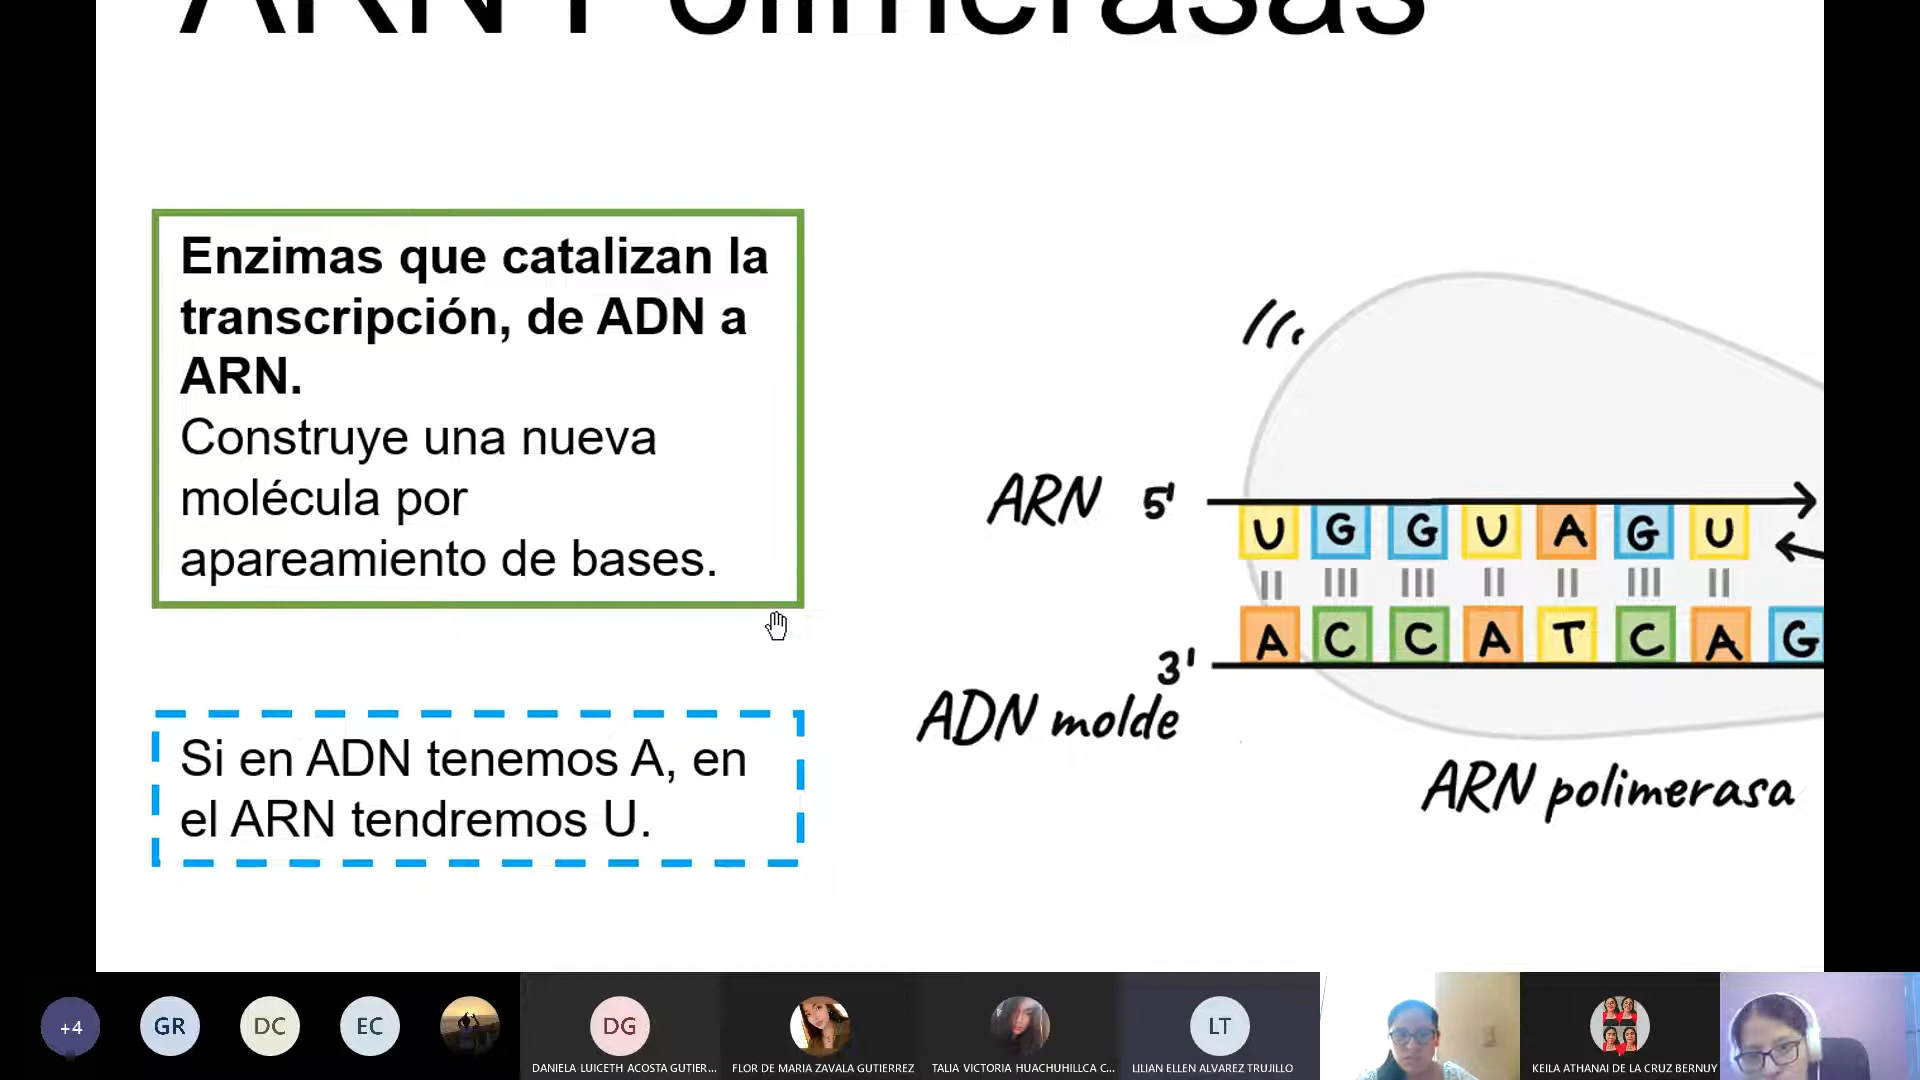 ARN Polimerasas
Enzimas que catalizan la
transcripción, de ADN a
ARN.
Construye una nueva
molécula por
apareamiento de bases.
Si en ADN tenemos A, en
el ARN tendremos U.
ARN 5'
U G G U A G U
A C C A T C A G
3'
ADN molde
ARN polimerasa
+4
GR
DC
EC
DG
LT
DANIELA LUICETH ACOSTA GUTIER...
FLOR DE MARIA ZAVALA GUTIERREZ
TALIA VICTORIA HUACHUHILLCA C...
LILIAN ELLEN ALVAREZ TRUJILLO
KEILA ATHANAI DE LA CRUZ BERNUY